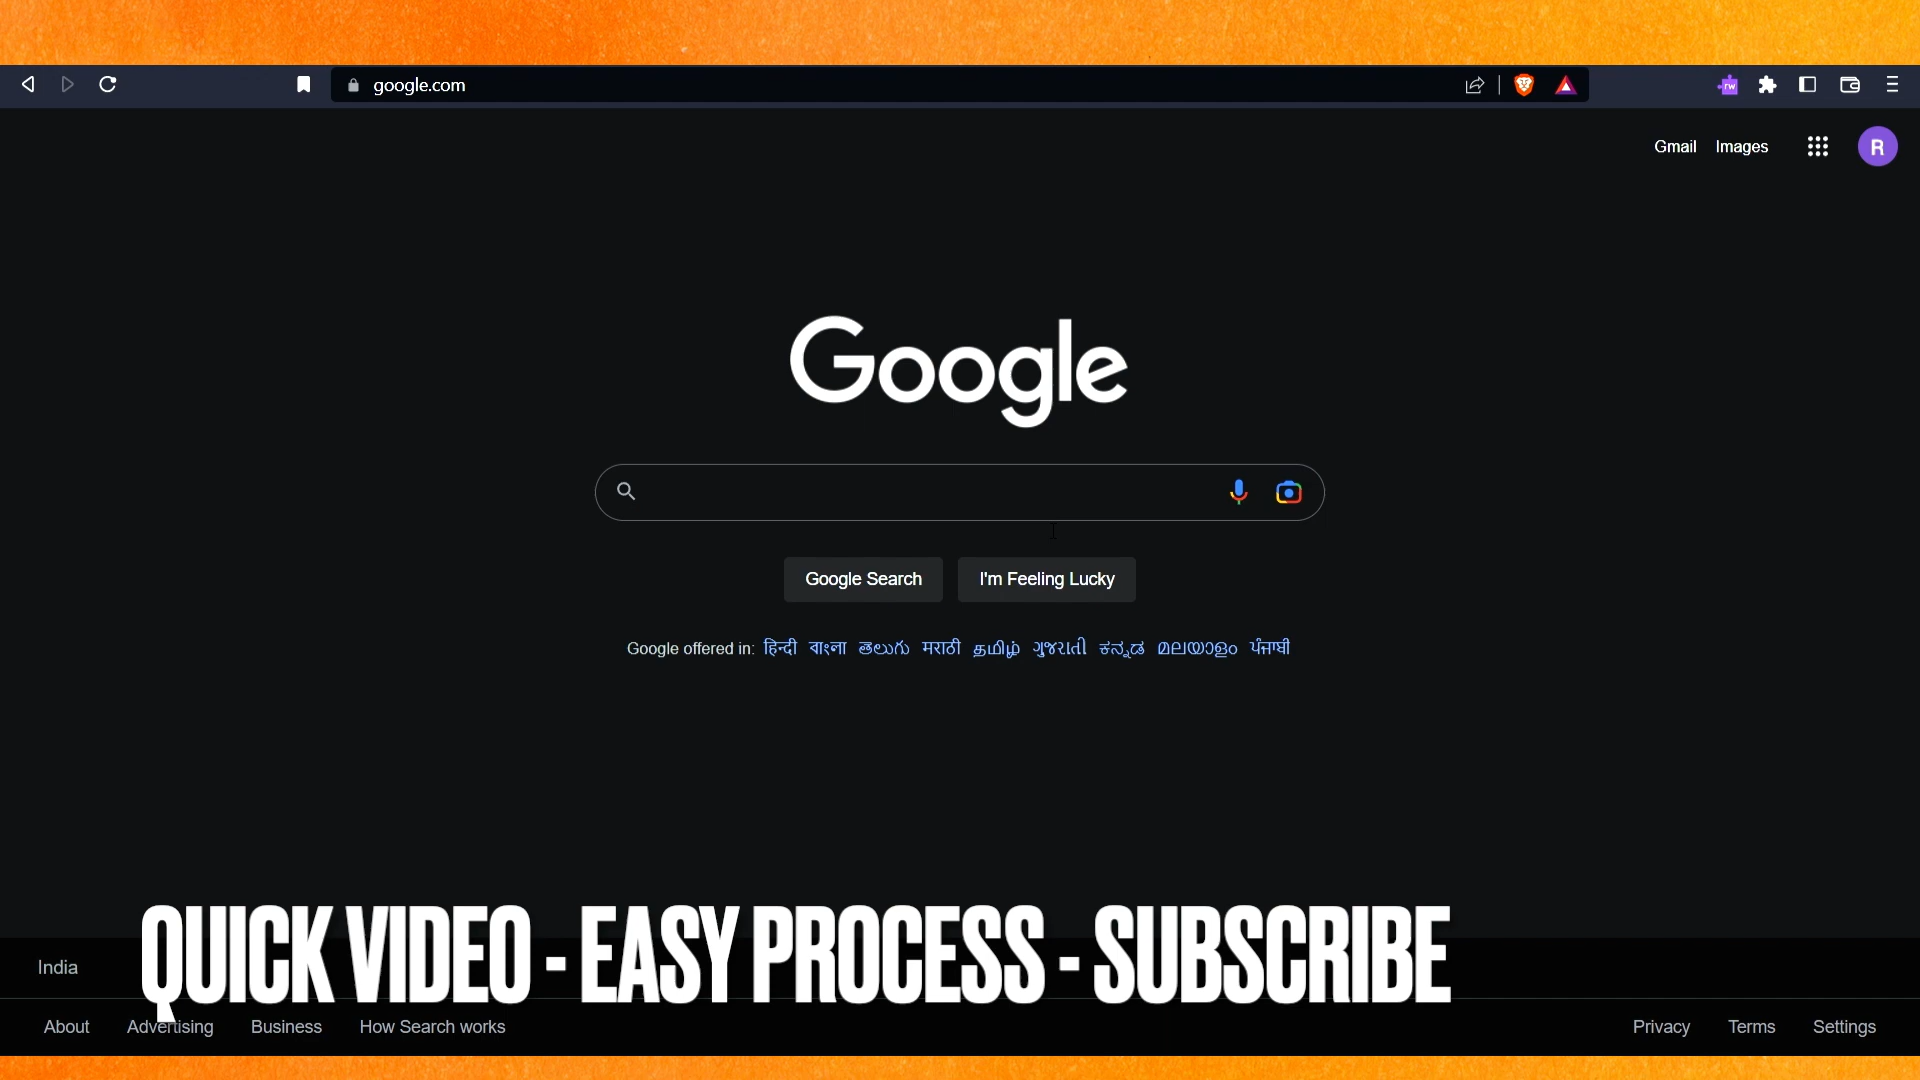 google.com
rw
Gmail Images
R
Google
Google Search I'm Feeling Lucky
Google offered in: हिन्दी বাংলা తెలుగు मराठी தமிழ் ગુજરાતી ಕನ್ನಡ മലയാളം ਪੰਜਾਬੀ
QUICK VIDEO - EASY PROCESS - SUBSCRIBE
India
About Advertising Business How Search works Privacy Terms Settings